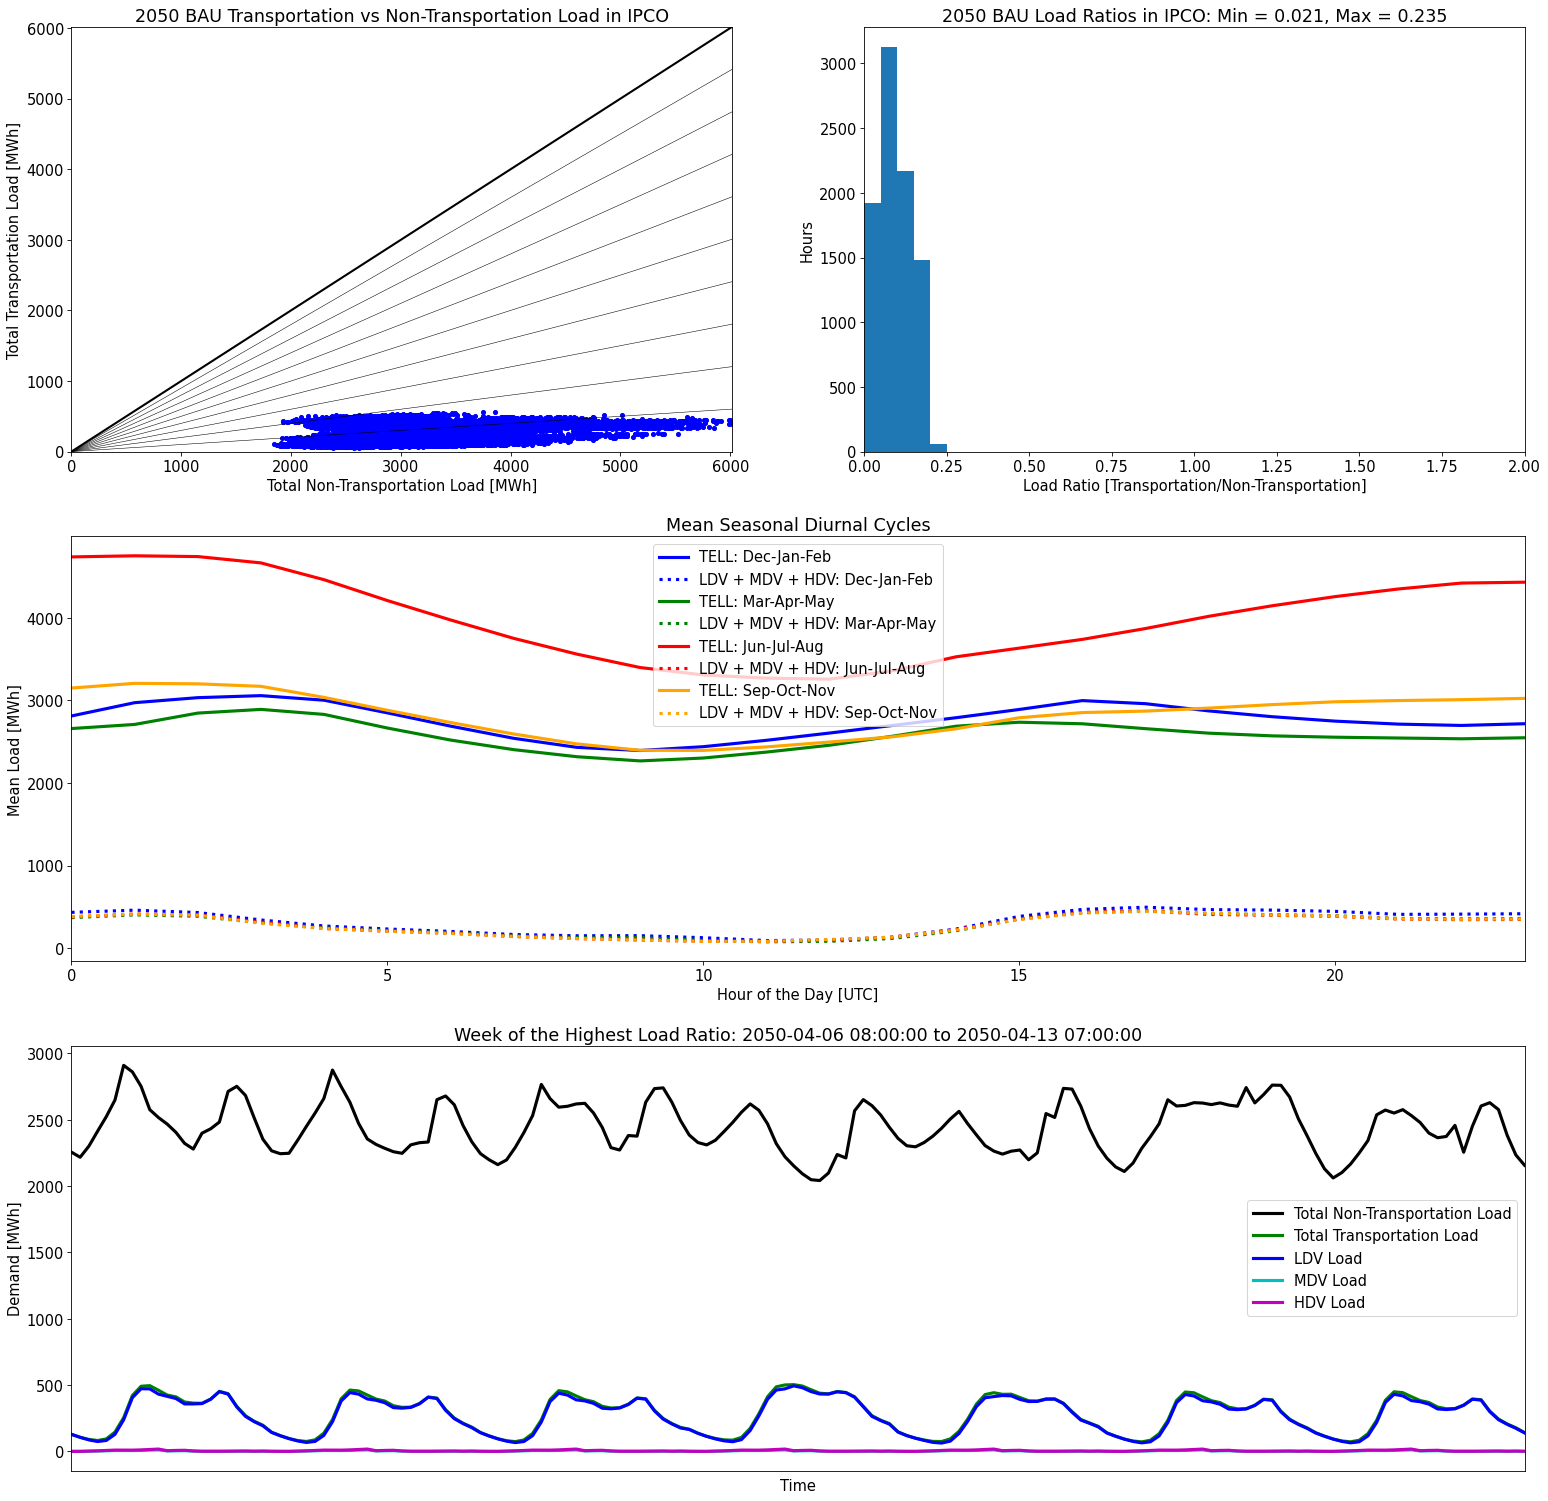 2050 BAU Transportation vs Non-Transportation Load in IPCO
6000
5000
4000
3000
2000
1000
0
Total Transportation Load [MWh]
0 1000 2000 3000 4000 5000 6000
Total Non-Transportation Load [MWh]
2050 BAU Load Ratios in IPCO: Min = 0.021, Max = 0.235
3000
2500
2000
1500
1000
500
0
Hours
0.00 0.25 0.50 0.75 1.00 1.25 1.50 1.75 2.00
Load Ratio [Transportation/Non-Transportation]
Mean Seasonal Diurnal Cycles
TELL: Dec-Jan-Feb
LDV + MDV + HDV: Dec-Jan-Feb
TELL: Mar-Apr-May
LDV + MDV + HDV: Mar-Apr-May
TELL: Jun-Jul-Aug
LDV + MDV + HDV: Jun-Jul-Aug
TELL: Sep-Oct-Nov
LDV + MDV + HDV: Sep-Oct-Nov
4000
3000
2000
1000
0
Mean Load [MWh]
0 5 10 15 20
Hour of the Day [UTC]
Week of the Highest Load Ratio: 2050-04-06 08:00:00 to 2050-04-13 07:00:00
3000
2500
2000
1500
1000
500
0
Demand [MWh]
Total Non-Transportation Load
Total Transportation Load
LDV Load
MDV Load
HDV Load
Time